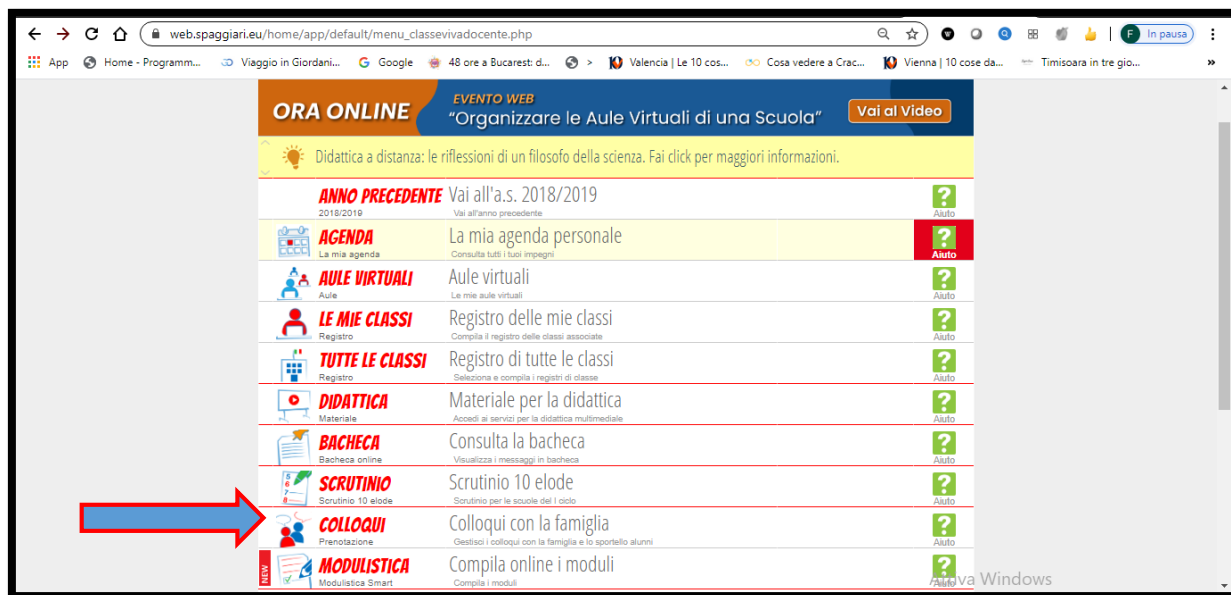 web.spaggiari.eu/home/app/default/menu_classevivadocente.php
F In pausa
App Home - Programm... Viaggio in Giordani... Google 48 ore a Bucarest: d... > Valencia | Le 10 cos... Cosa vedere a Crac... Vienna | 10 cose da... Timisoara in tre gio... »
ORA ONLINE
EVENTO WEB
"Organizzare le Aule Virtuali di una Scuola"
Vai al Video
Didattica a distanza: le riflessioni di un filosofo della scienza. Fai click per maggiori informazioni.
ANNO PRECEDENTE Vai all'a.s. 2018/2019
2018/2019 Vai all'anno precedente Aiuto
AGENDA La mia agenda personale
La mia agenda Consulta tutti i tuoi impegni Aiuto
AULE VIRTUALI Aule virtuali
Aule Le mie aule virtuali Aiuto
LE MIE CLASSI Registro delle mie classi
Registro Compila il registro delle classi associate Aiuto
TUTTE LE CLASSI Registro di tutte le classi
Registro Seleziona e compila i registri di classe Aiuto
DIDATTICA Materiale per la didattica
Materiale Accedi ai servizi per la didattica multimediale Aiuto
BACHECA Consulta la bacheca
Bacheca online Visualizza i messaggi in bacheca Aiuto
SCRUTINIO Scrutinio 10 elode
Scrutinio 10 elode Scrutinio per le scuole del I ciclo Aiuto
COLLOQUI Colloqui con la famiglia
Prenotazione Gestisci i colloqui con la famiglia e lo sportello alunni Aiuto
NEW MODULISTICA Compila online i moduli
Modulistica Smart Compila i moduli
Windows